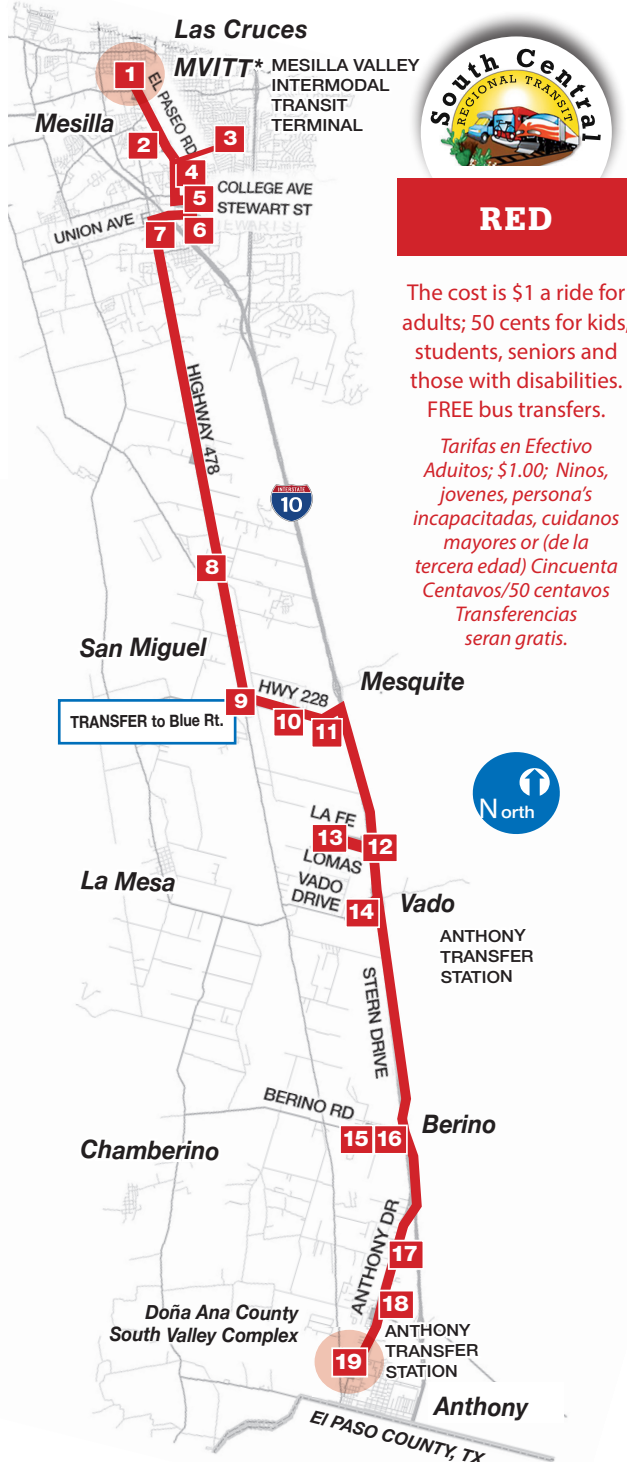 Las Cruces
MVITT* MESILLA VALLEY
INTERMODAL
TRANSIT
TERMINAL
South Central
REGIONAL TRANSIT
RED
The cost is $1 a ride for
adults; 50 cents for kids,
students, seniors and
those with disabilities.
FREE bus transfers.
Tarifas en Efectivo
Aduitos; $1.00; Ninos,
jovenes, persona's
incapacitadas, cuidanos
mayores or (de la
tercera edad) Cincuenta
Centavos/50 centavos
Transferencias
seran gratis.
1
EL PASEO RD
Mesilla
2
3
4
5
COLLEGE AVE
STEWART ST
STEWART ST
UNION AVE
6
7
HIGHWAY 478
INTERSTATE
10
8
San Miguel
9
HWY 228
Mesquite
TRANSFER to Blue Rt.
10
11
North
LA FE
13
12
LOMAS
La Mesa
VADO
DRIVE
14
Vado
ANTHONY
TRANSFER
STATION
STERN DRIVE
BERINO RD
15
16
Berino
Chamberino
ANTHONY DR
17
18
Doña Ana County
South Valley Complex
ANTHONY
TRANSFER
STATION
19
Anthony
El PASO COUNTY, TX